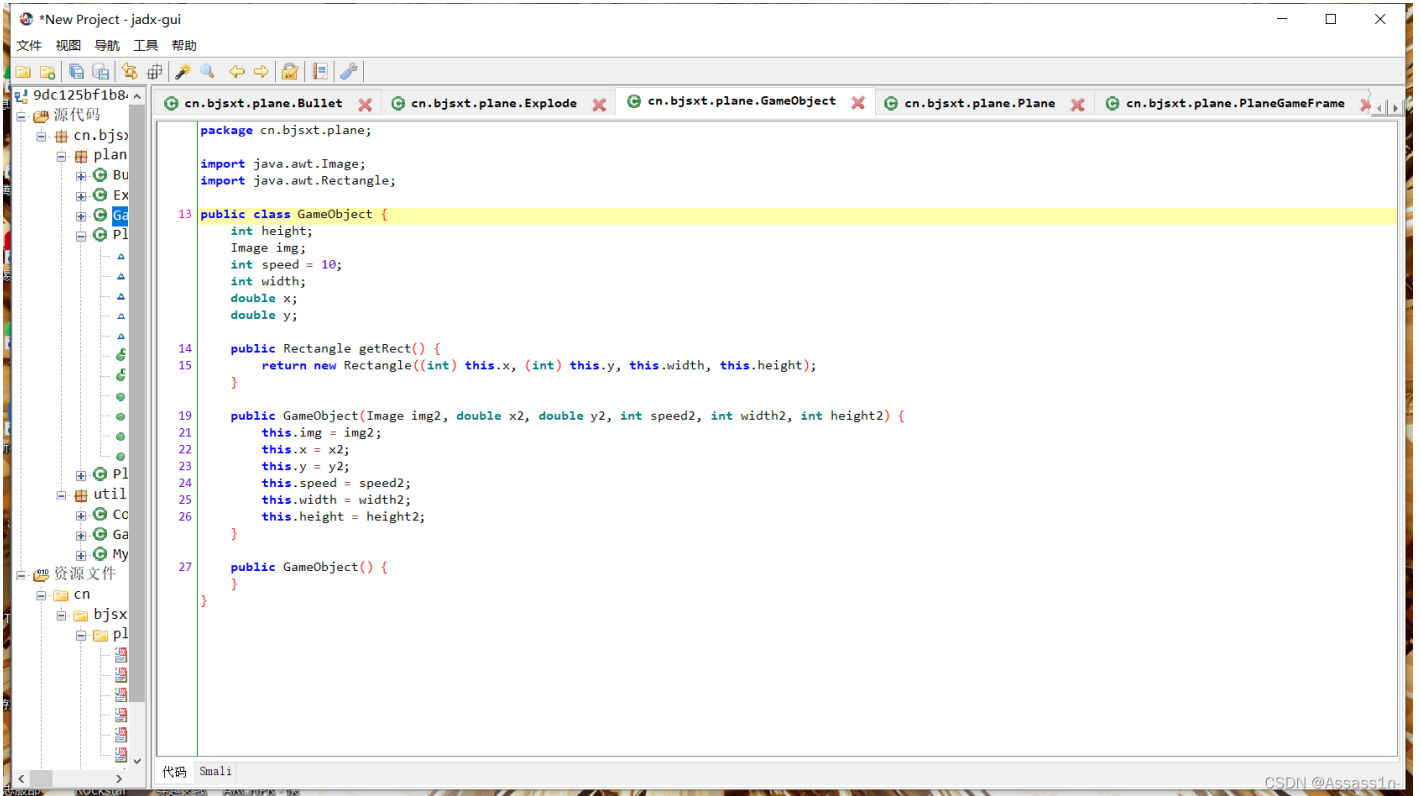 *New Project - jadx-gui
文件 视图 导航 工具 帮助
9dc125bf1b84
源代码
cn.bjsx
plan
Bu
Ex
Ga
Pl
Pl
util
Co
Ga
My
资源文件
cn
bjsx
pl
cn.bjsxt.plane.Bullet cn.bjsxt.plane.Explode cn.bjsxt.plane.GameObject cn.bjsxt.plane.Plane cn.bjsxt.plane.PlaneGameFrame
package cn.bjsxt.plane;
import java.awt.Image;
import java.awt.Rectangle;
13 public class GameObject {
int height;
Image img;
int speed = 10;
int width;
double x;
double y;
14 public Rectangle getRect() {
15 return new Rectangle((int) this.x, (int) this.y, this.width, this.height);
}
19 public GameObject(Image img2, double x2, double y2, int speed2, int width2, int height2) {
21 this.img = img2;
22 this.x = x2;
23 this.y = y2;
24 this.speed = speed2;
25 this.width = width2;
26 this.height = height2;
}
27 public GameObject() {
}
}
代码 Smali
CSDN @Assass1n-